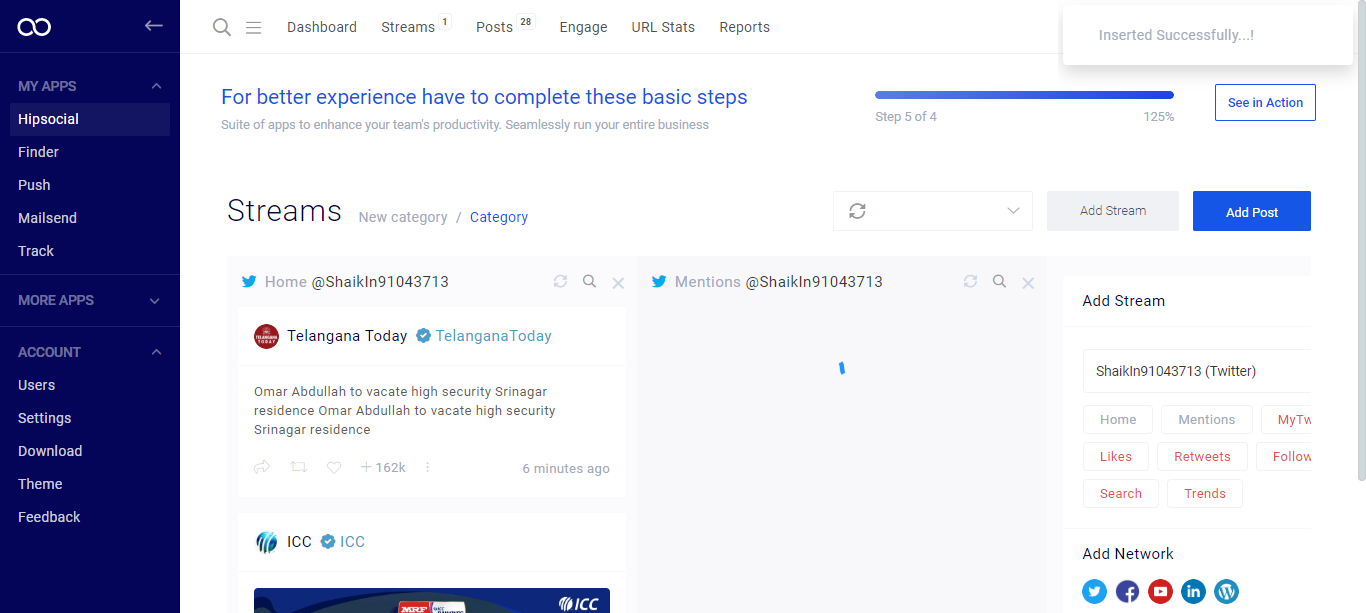 Dashboard
Streams 1
Posts 28
Engage
URL Stats
Reports
Inserted Successfully...!
MY APPS
Hipsocial
Finder
Push
Mailsend
Track
MORE APPS
ACCOUNT
Users
Settings
Download
Theme
Feedback
For better experience have to complete these basic steps
Suite of apps to enhance your team's productivity. Seamlessly run your entire business
Step 5 of 4
125%
See in Action
Streams
New category / Category
Add Stream
Add Post
Home @ShaikIn91043713
Telangana Today TelanganaToday
Omar Abdullah to vacate high security Srinagar
residence Omar Abdullah to vacate high security
Srinagar residence
162k
6 minutes ago
ICC ICC
MRF
ICC
Mentions @ShaikIn91043713
Add Stream
ShaikIn91043713 (Twitter)
Home
Mentions
MyTw
Likes
Retweets
Follow
Search
Trends
Add Network